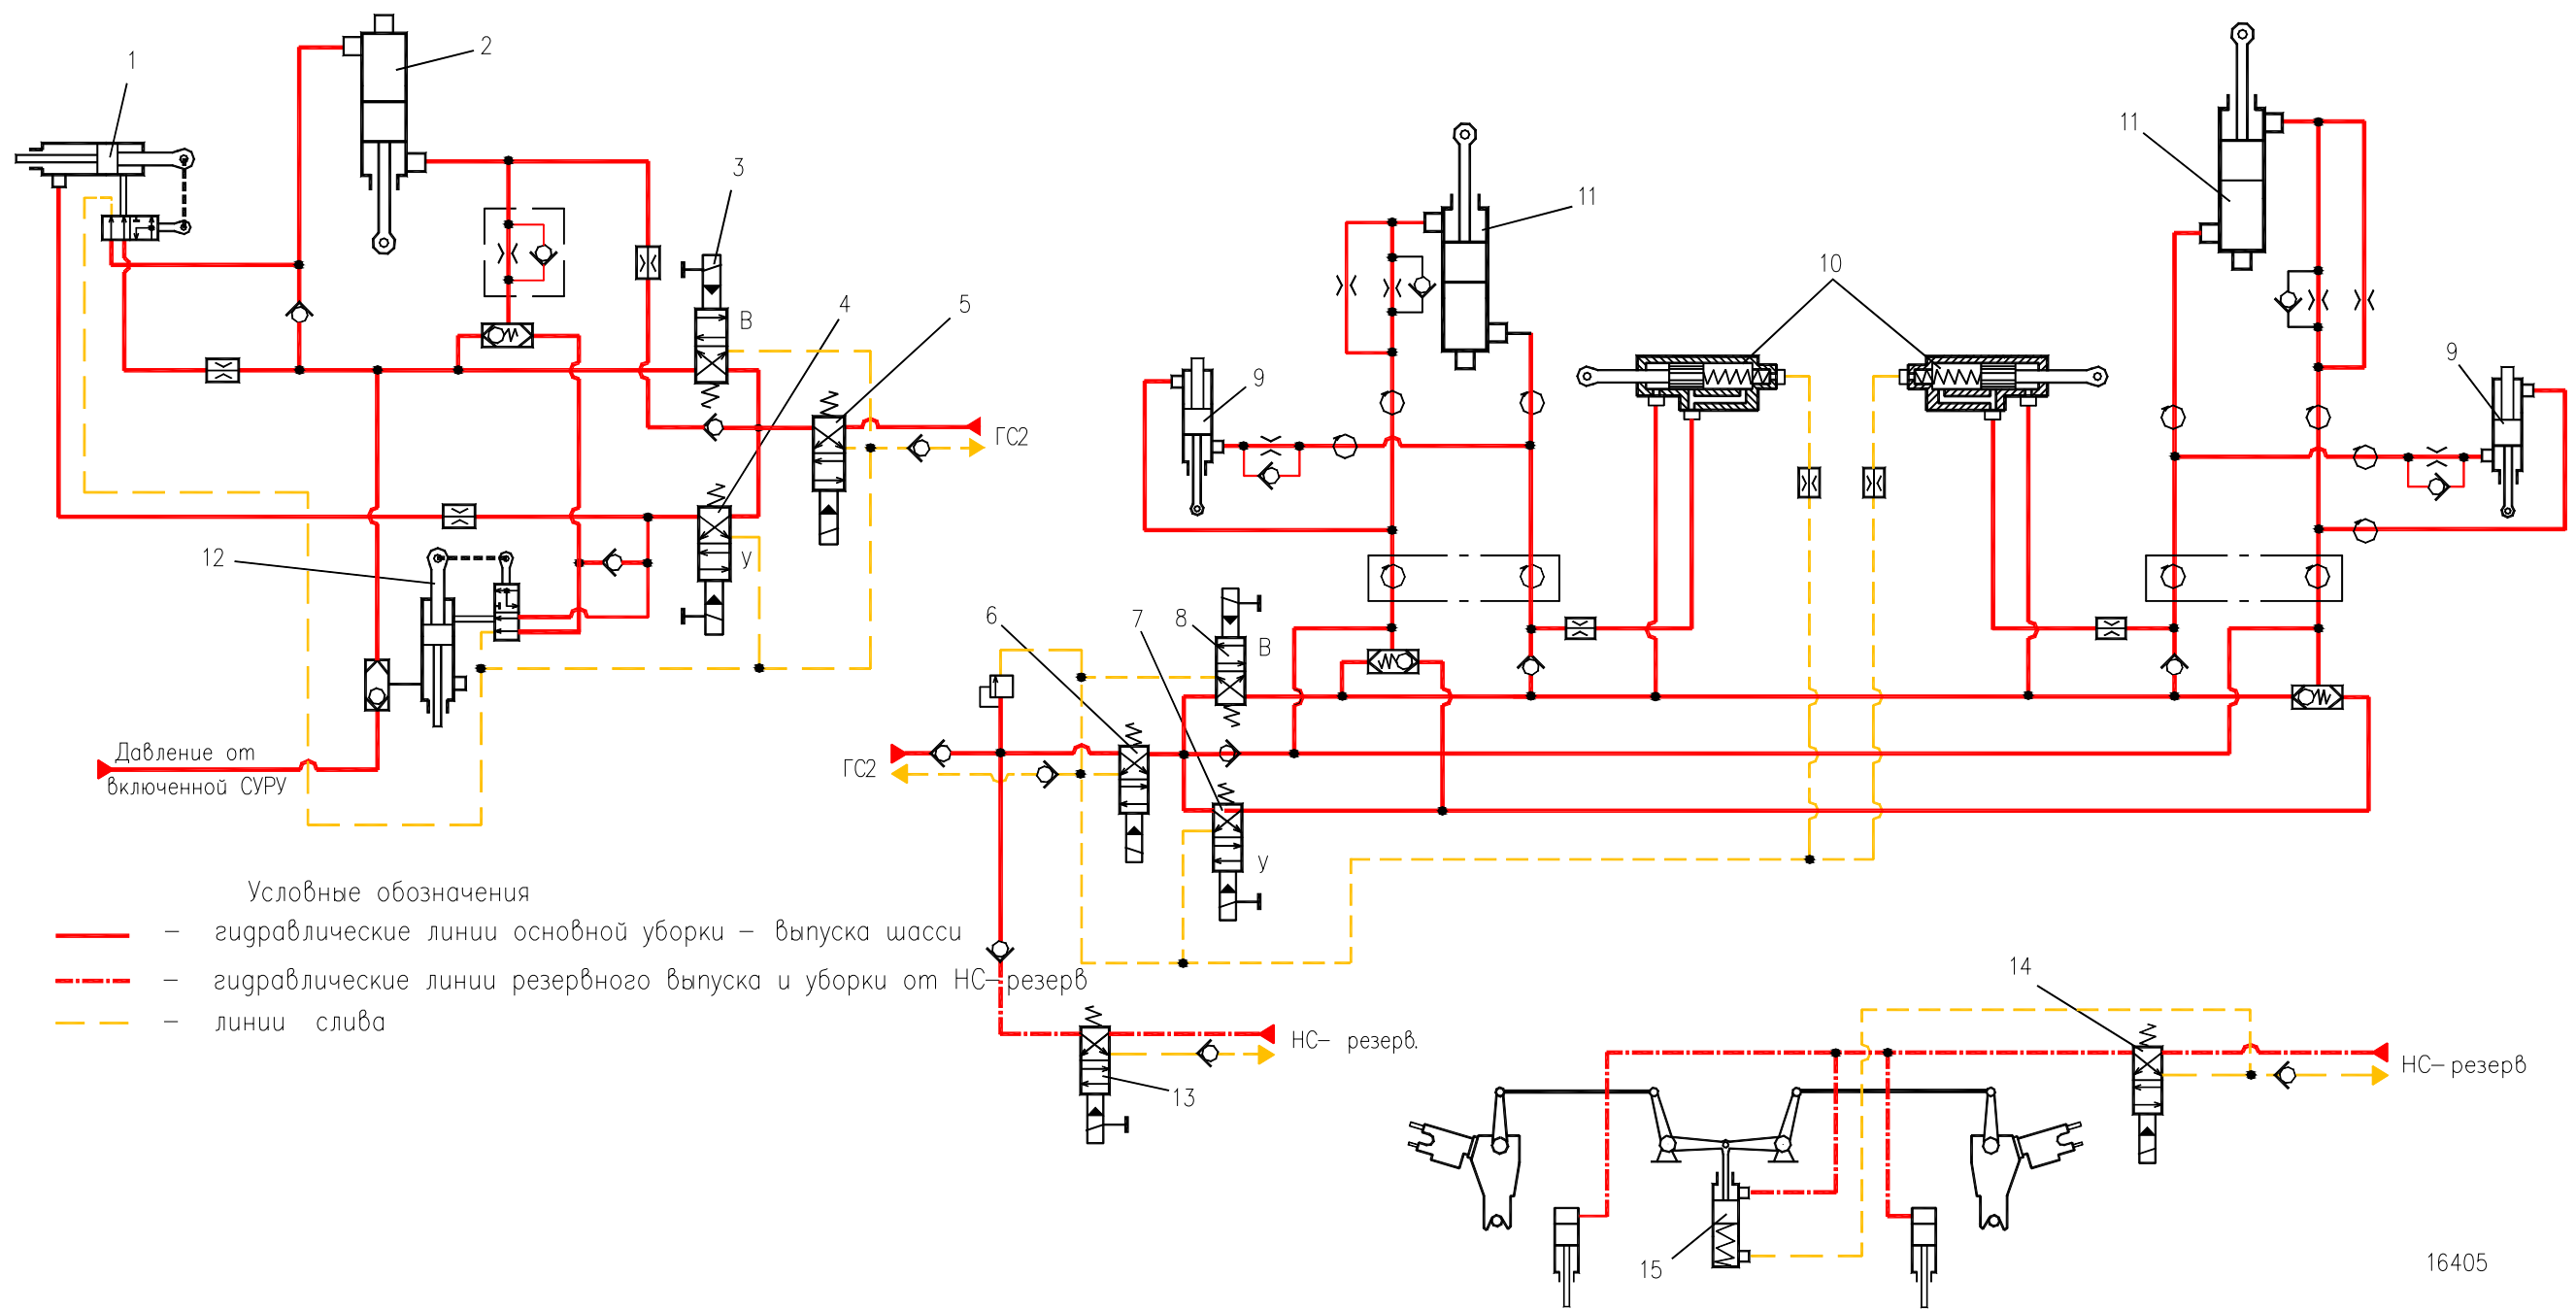 1
2
3
4
5
В
У
ГС2
12
Давление от
включенной СУРУ
11
11
10
9
9
6
7
8
В
У
ГС2
Условные обозначения
– гидравлические линии основной уборки – выпуска шасси
– гидравлические линии резервного выпуска и уборки от НС–резерв
– линии слива
НС– резерв.
13
14
НС–резерв
15
16405